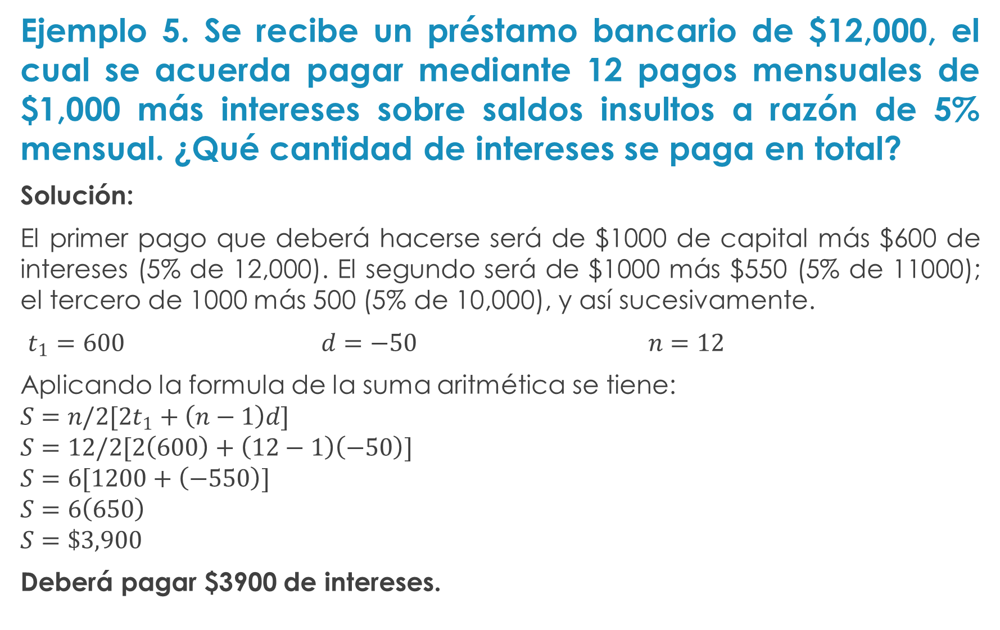 Ejemplo 5. Se recibe un préstamo bancario de $12,000, el
cual se acuerda pagar mediante 12 pagos mensuales de
$1,000 más intereses sobre saldos insultos a razón de 5%
mensual. ¿Qué cantidad de intereses se paga en total?
Solución:
El primer pago que deberá hacerse será de $1000 de capital más $600 de
intereses (5% de 12,000). El segundo será de $1000 más $550 (5% de 11000);
el tercero de 1000 más 500 (5% de 10,000), y así sucesivamente.
t₁ = 600 d = −50 n = 12
Aplicando la formula de la suma aritmética se tiene:
S = n/2[2t₁ + (n − 1)d]
S = 12/2[2(600) + (12 − 1)(−50)]
S = 6[1200 + (−550)]
S = 6(650)
S = $3,900
Deberá pagar $3900 de intereses.